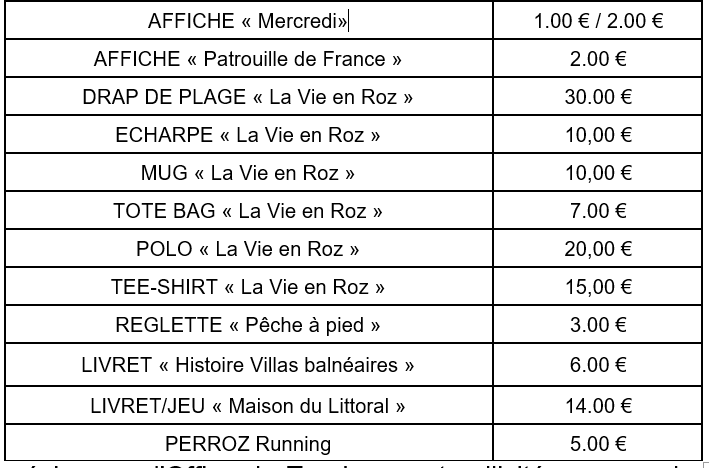 AFFICHE « Mercredi» 1.00 € / 2.00 €
AFFICHE « Patrouille de France » 2.00 €
DRAP DE PLAGE « La Vie en Roz » 30.00 €
ECHARPE « La Vie en Roz » 10,00 €
MUG « La Vie en Roz » 10,00 €
TOTE BAG « La Vie en Roz » 7.00 €
POLO « La Vie en Roz » 20,00 €
TEE-SHIRT « La Vie en Roz » 15,00 €
REGLETTE « Pêche à pied » 3.00 €
LIVRET « Histoire Villas balnéaires » 6.00 €
LIVRET/JEU « Maison du Littoral » 14.00 €
PERROZ Running 5.00 €